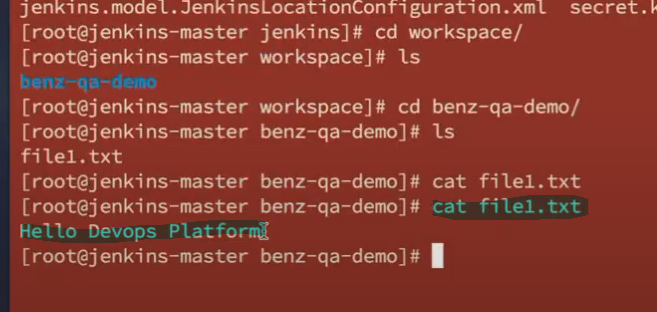 jenkins.model.JenkinsLocationConfiguration.xml  secret.k
[root@jenkins-master jenkins]# cd workspace/
[root@jenkins-master workspace]# ls
benz-qa-demo
[root@jenkins-master workspace]# cd benz-qa-demo/
[root@jenkins-master benz-qa-demo]# ls
file1.txt
[root@jenkins-master benz-qa-demo]# cat file1.txt
[root@jenkins-master benz-qa-demo]# cat file1.txt
Hello Devops Platform
[root@jenkins-master benz-qa-demo]#